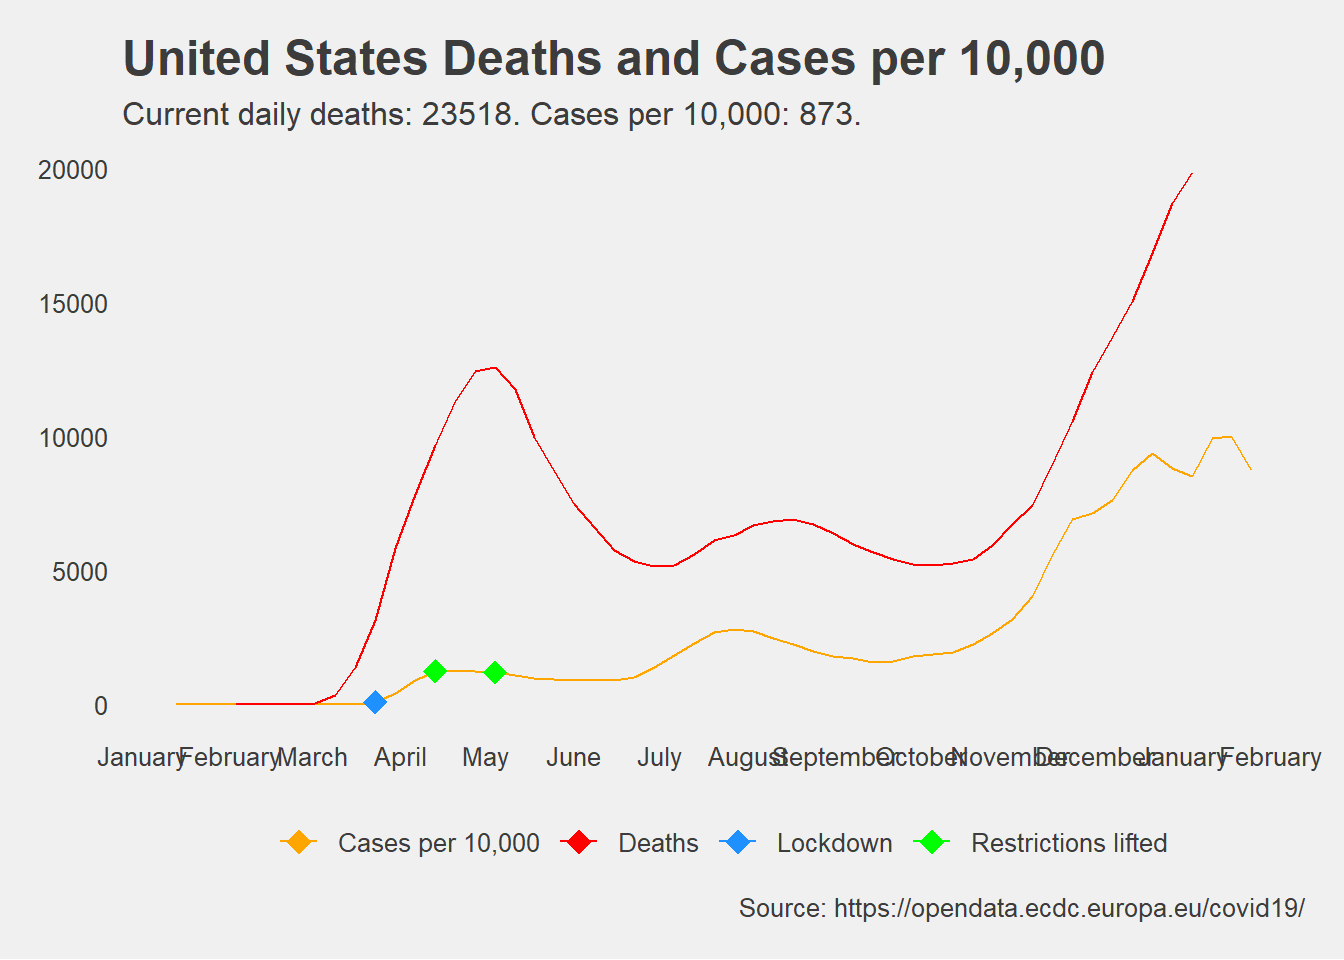 United States Deaths and Cases per 10,000
Current daily deaths: 23518. Cases per 10,000: 873.
20000
15000
10000
5000
0
January February March April May June July August September October November December January February
Cases per 10,000 Deaths Lockdown Restrictions lifted
Source: https://opendata.ecdc.europa.eu/covid19/